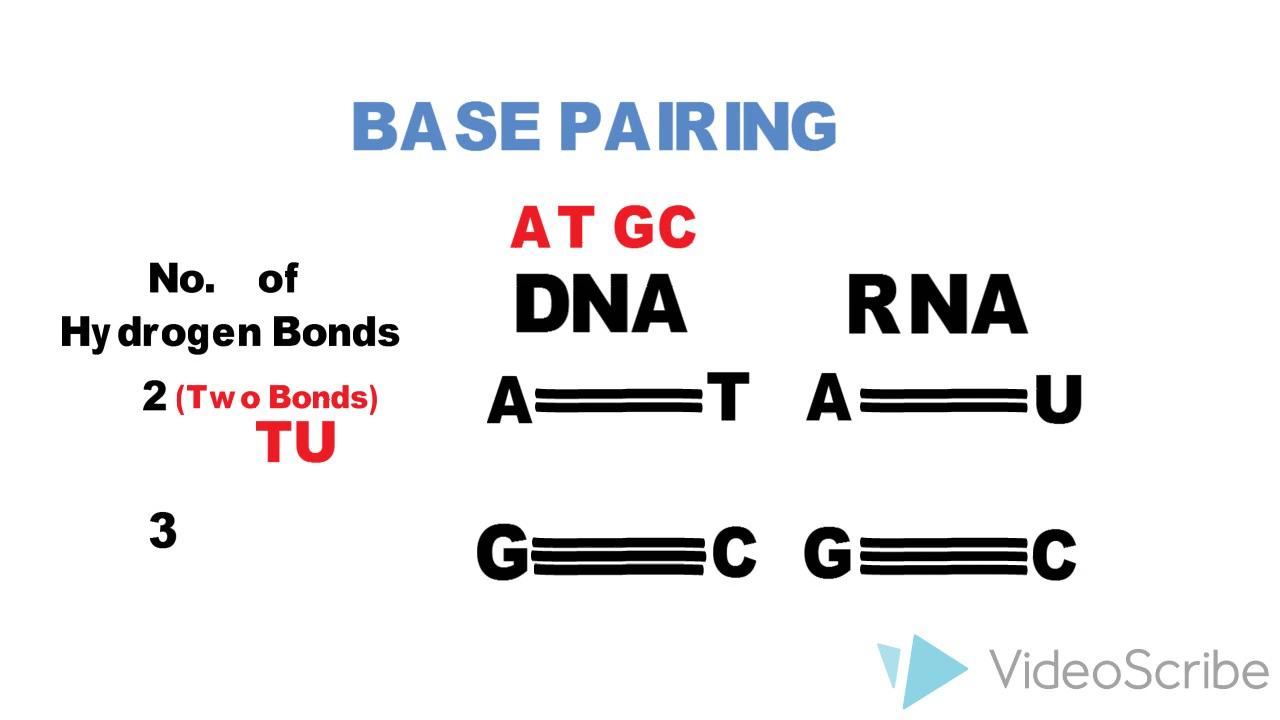 BASE PAIRING
AT GC
No. of
Hydrogen Bonds
DNA
RNA
2 (Two Bonds)
TU
A T
A U
3
G C
G C
VideoScribe